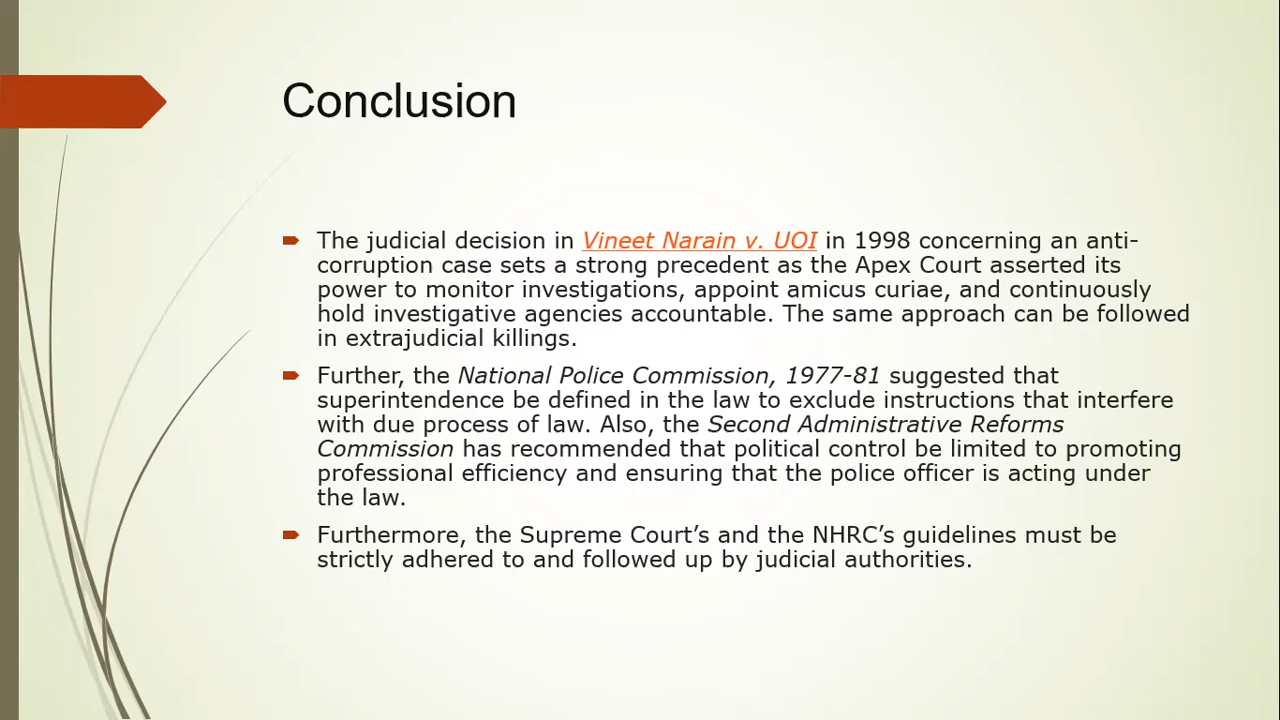 Conclusion
The judicial decision in Vineet Narain v. UOI in 1998 concerning an anti-
corruption case sets a strong precedent as the Apex Court asserted its
power to monitor investigations, appoint amicus curiae, and continuously
hold investigative agencies accountable. The same approach can be followed
in extrajudicial killings.
Further, the National Police Commission, 1977-81 suggested that
superintendence be defined in the law to exclude instructions that interfere
with due process of law. Also, the Second Administrative Reforms
Commission has recommended that political control be limited to promoting
professional efficiency and ensuring that the police officer is acting under
the law.
Furthermore, the Supreme Court’s and the NHRC’s guidelines must be
strictly adhered to and followed up by judicial authorities.